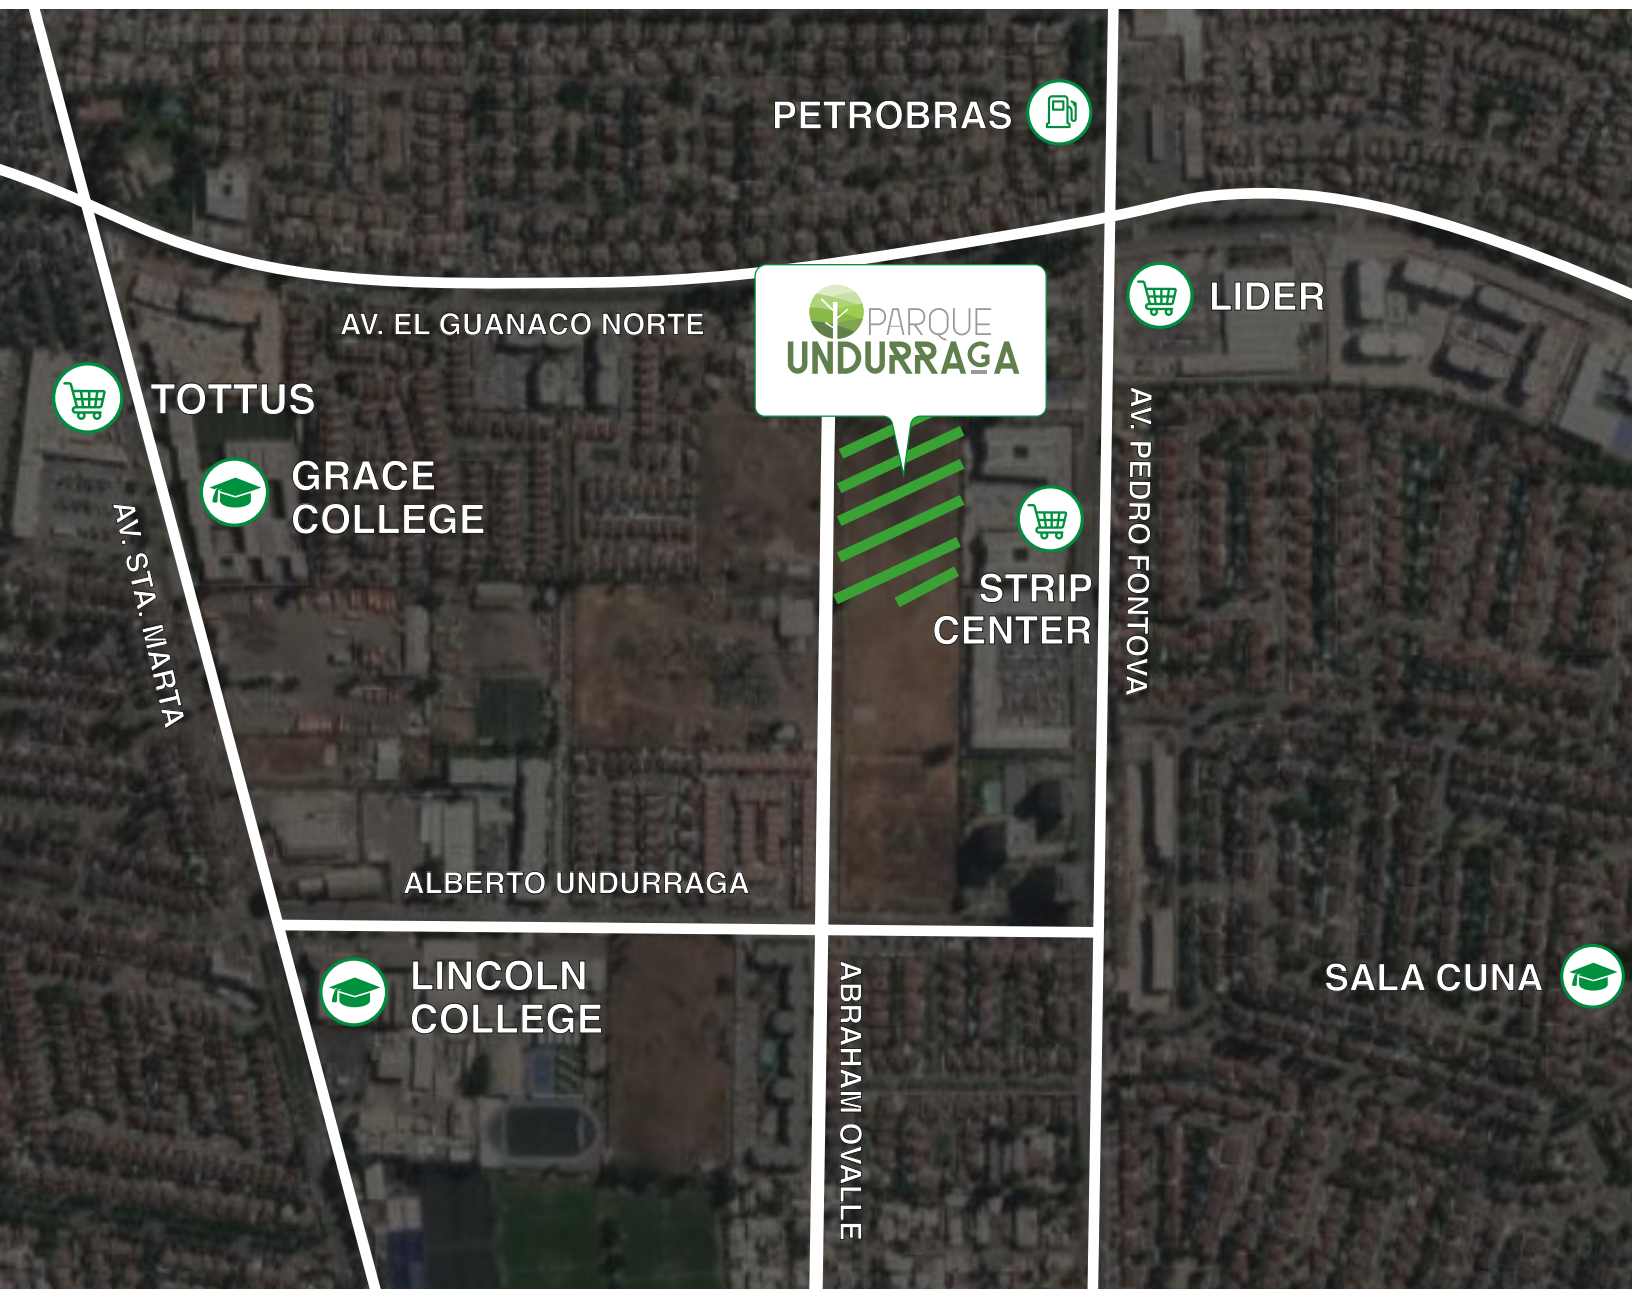 PETROBRAS
LIDER
AV. EL GUANACO NORTE
PARQUE
UNDURRAGA
TOTTUS
GRACE
COLLEGE
AV. STA. MARTA
AV. PEDRO FONTOVA
STRIP
CENTER
ALBERTO UNDURRAGA
LINCOLN
COLLEGE
ABRAHAM OVALLE
SALA CUNA